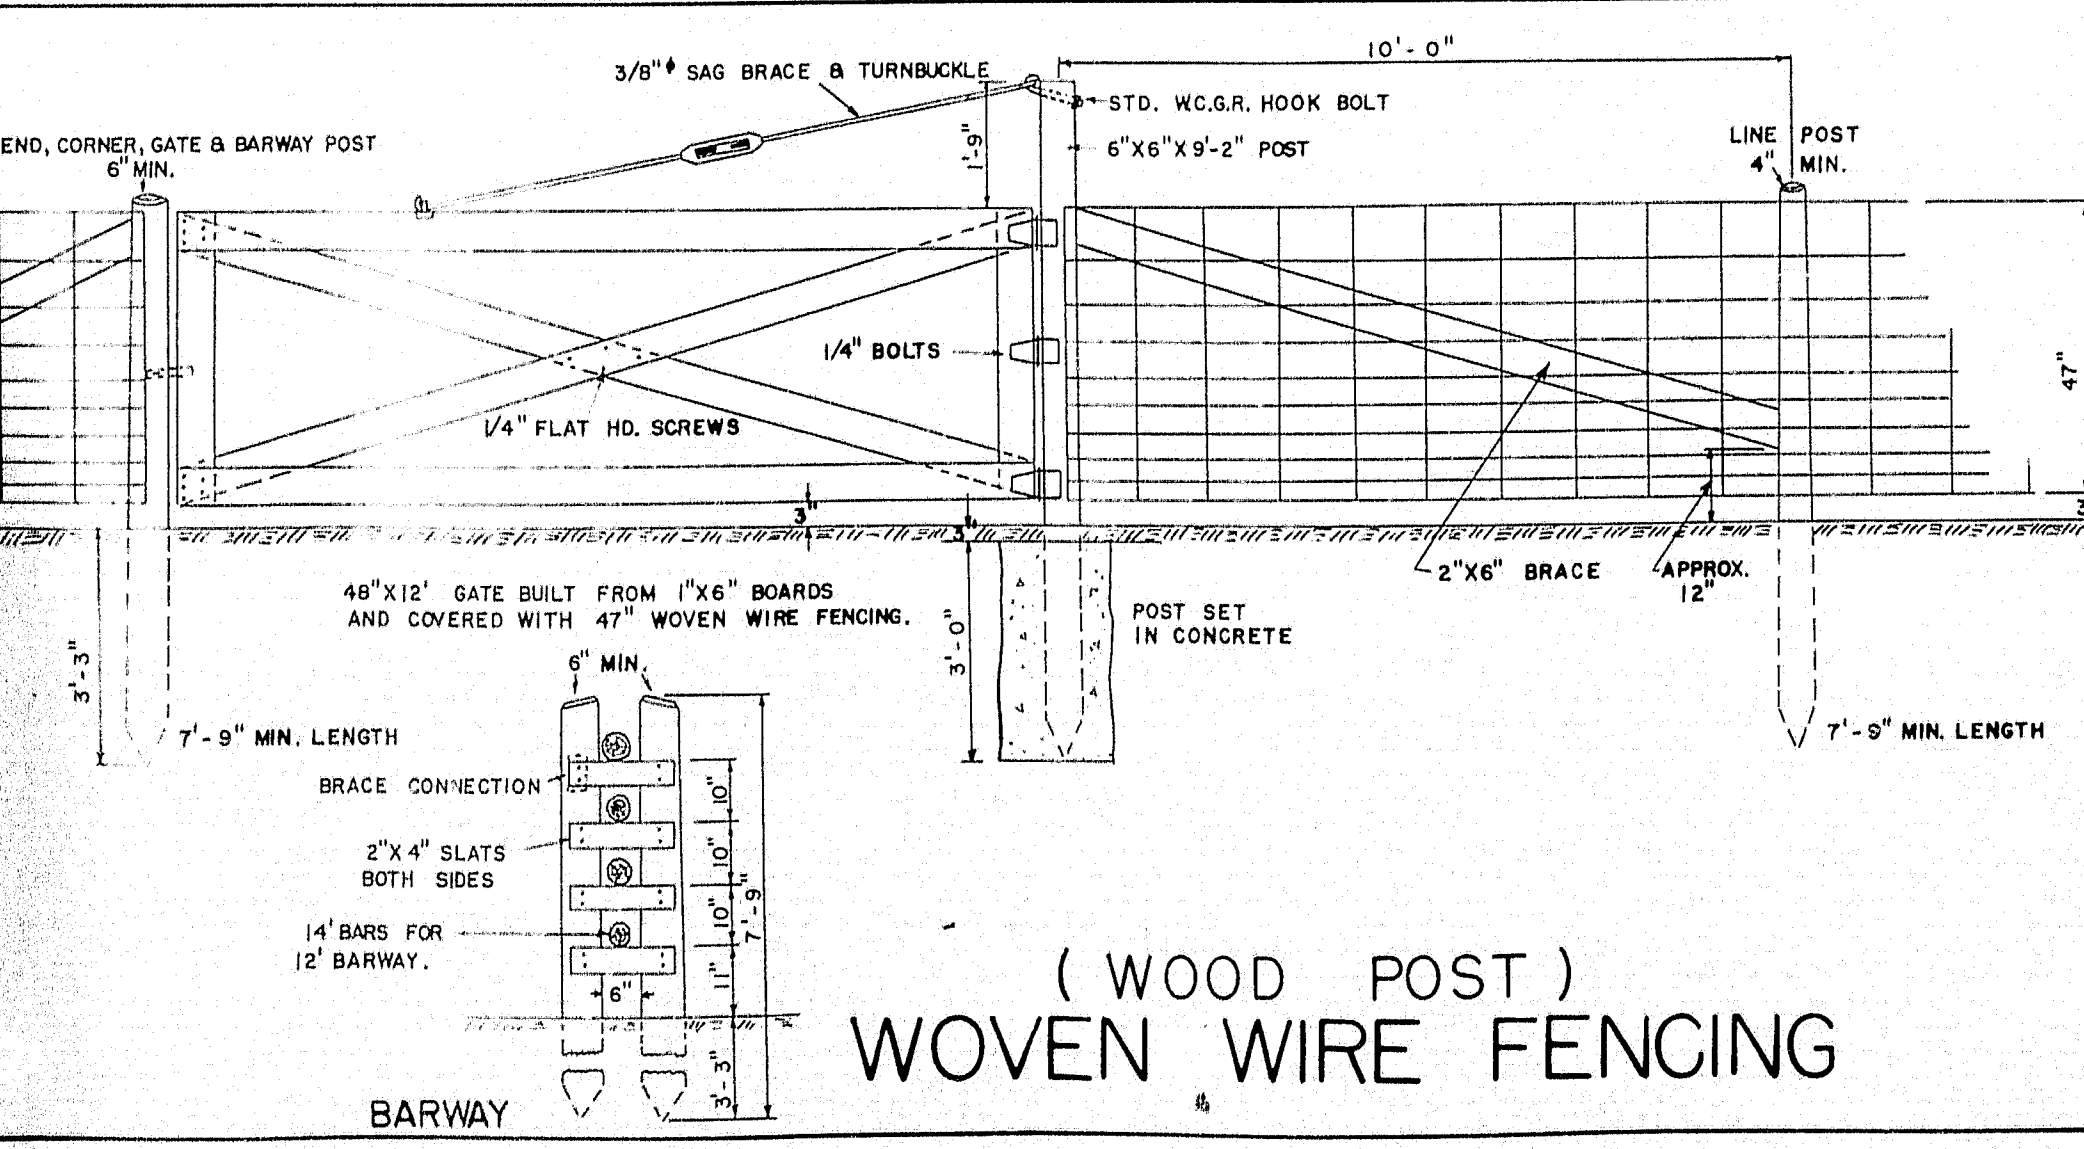 10'-0"
3/8"⌀ SAG BRACE & TURNBUCKLE
STD. W.C.G.R. HOOK BOLT
END, CORNER, GATE & BARWAY POST
6" MIN.
1'-9"
6"X6"X9'-2" POST
LINE POST
4" MIN.
1/4" BOLTS
47"
1/4" FLAT HD. SCREWS
3"
3"
2"X6" BRACE
APPROX.
12"
48"X12' GATE BUILT FROM 1"X6" BOARDS
AND COVERED WITH 47" WOVEN WIRE FENCING.
POST SET
IN CONCRETE
3'-0"
3'-3"
7'-9" MIN. LENGTH
7'-9" MIN. LENGTH
6" MIN.
BRACE CONNECTION
10"
2"X4" SLATS
BOTH SIDES
10"
7'-9"
10"
14' BARS FOR
12' BARWAY.
11"
6"
3'-3"
BARWAY
(WOOD POST)
WOVEN WIRE FENCING